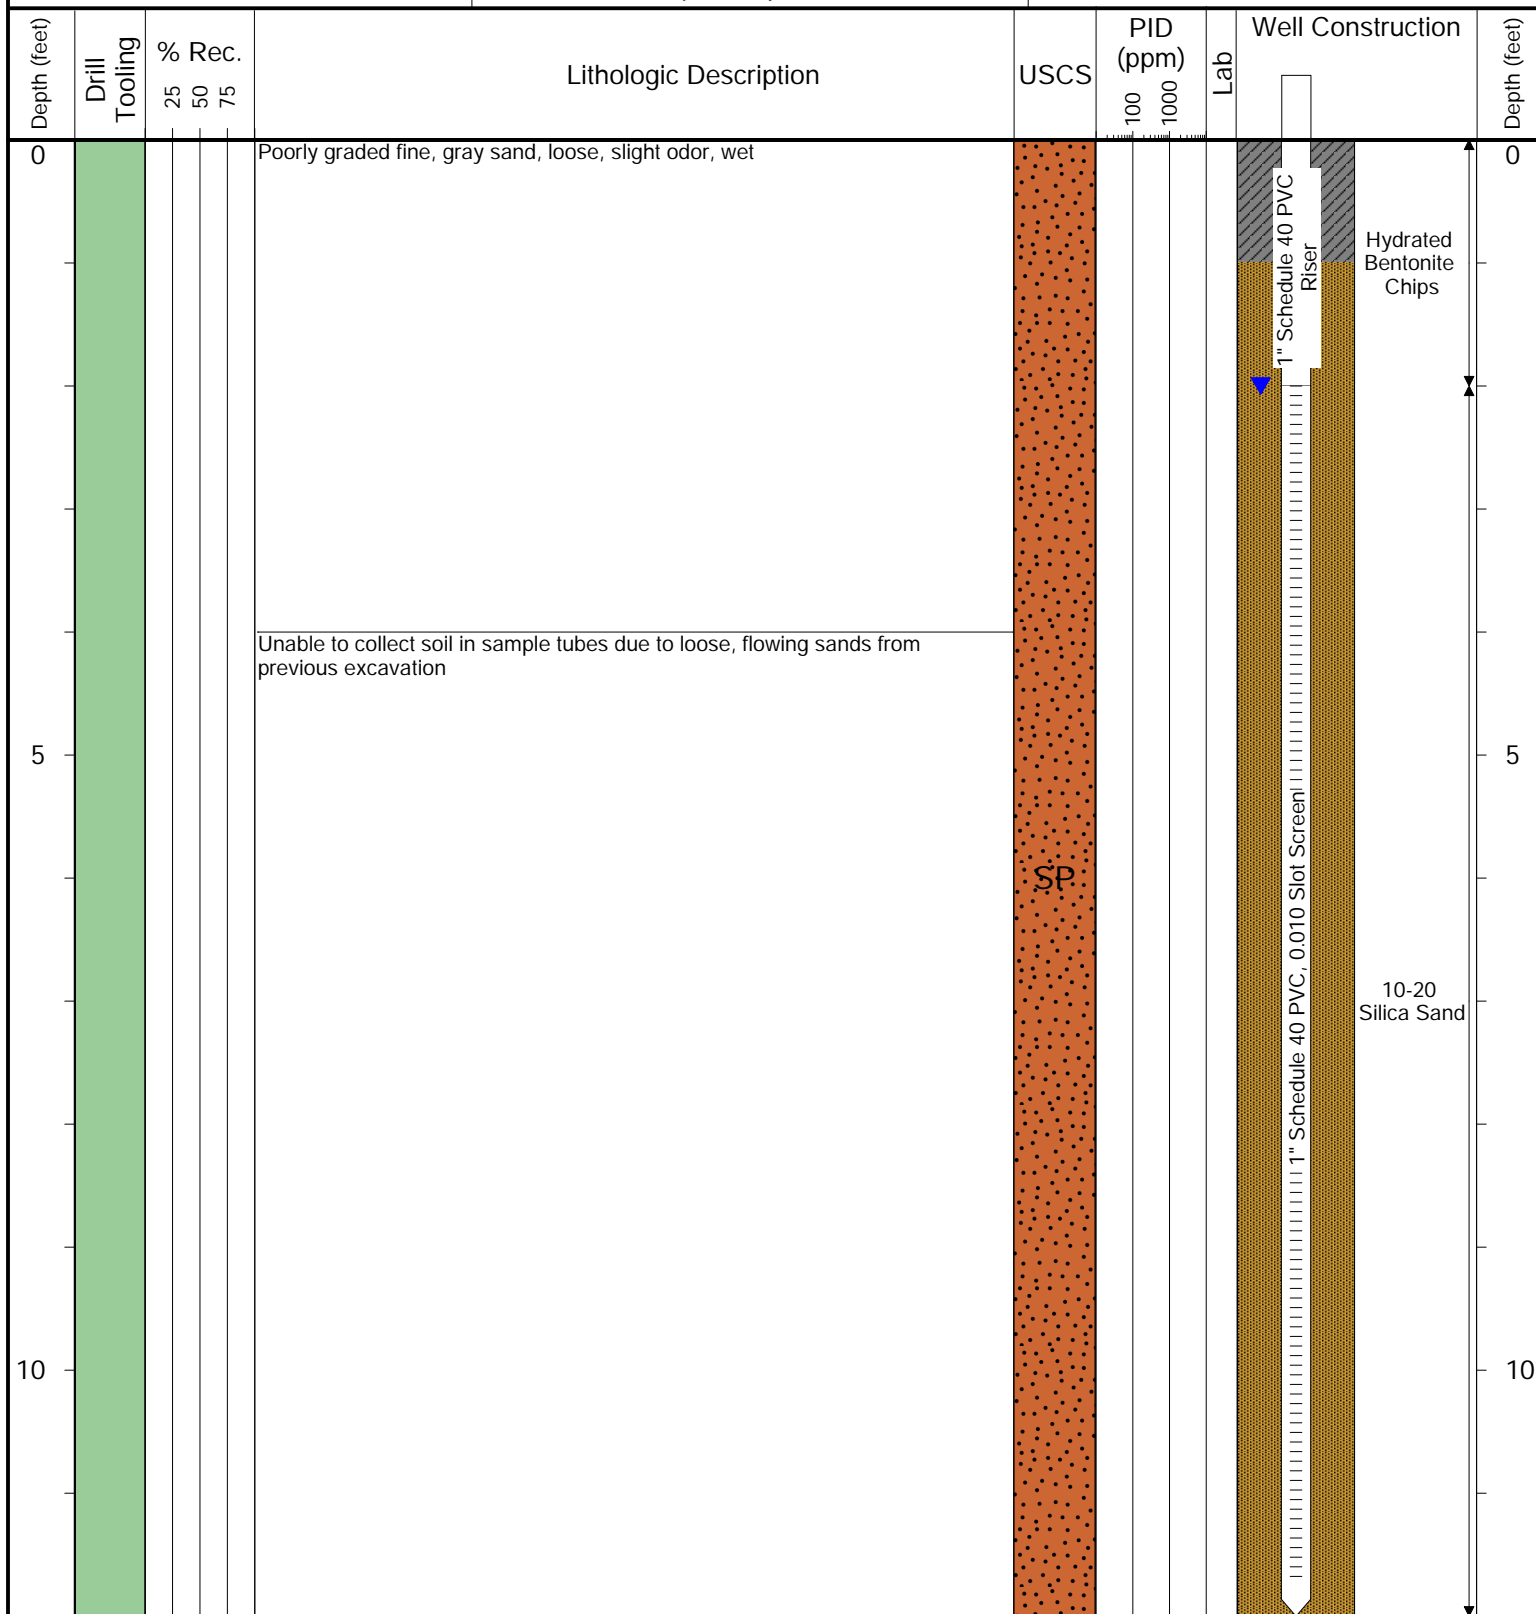 Depth (feet)
Drill
Tooling
% Rec.
25
50
75
Lithologic Description
USCS
PID
(ppm)
100
1000
Lab
Well Construction
Depth (feet)
0
Poorly graded fine, gray sand, loose, slight odor, wet
0
1" Schedule 40 PVC
Riser
Hydrated
Bentonite
Chips
Unable to collect soil in sample tubes due to loose, flowing sands from
previous excavation
5
5
SP
1" Schedule 40 PVC, 0.010 Slot Screen
10-20
Silica Sand
10
10